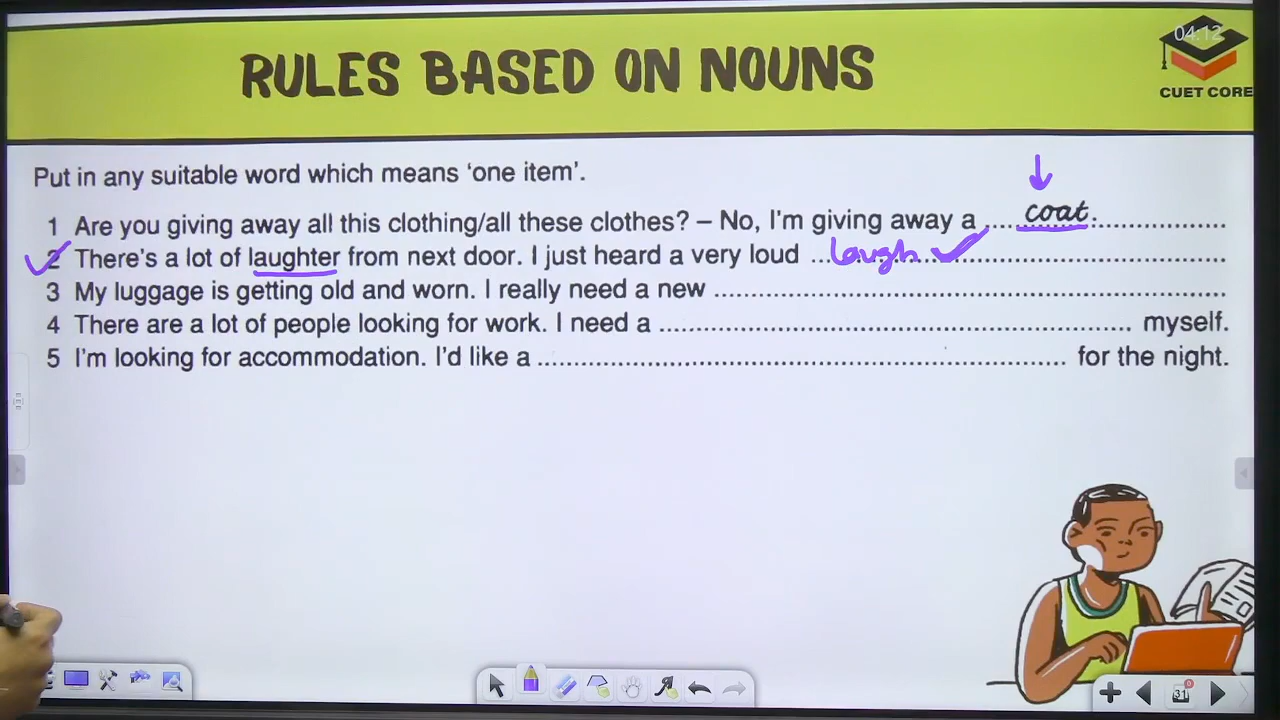 04:12
RULES BASED ON NOUNS
CUET CORE
Put in any suitable word which means ‘one item’.
1 Are you giving away all this clothing/all these clothes? – No, I'm giving away a ....coat..........................
2 There's a lot of laughter from next door. I just heard a very loud ...laugh..........................
3 My luggage is getting old and worn. I really need a new ..........................
4 There are a lot of people looking for work. I need a .......................... myself.
5 I'm looking for accommodation. I'd like a .......................... for the night.
31